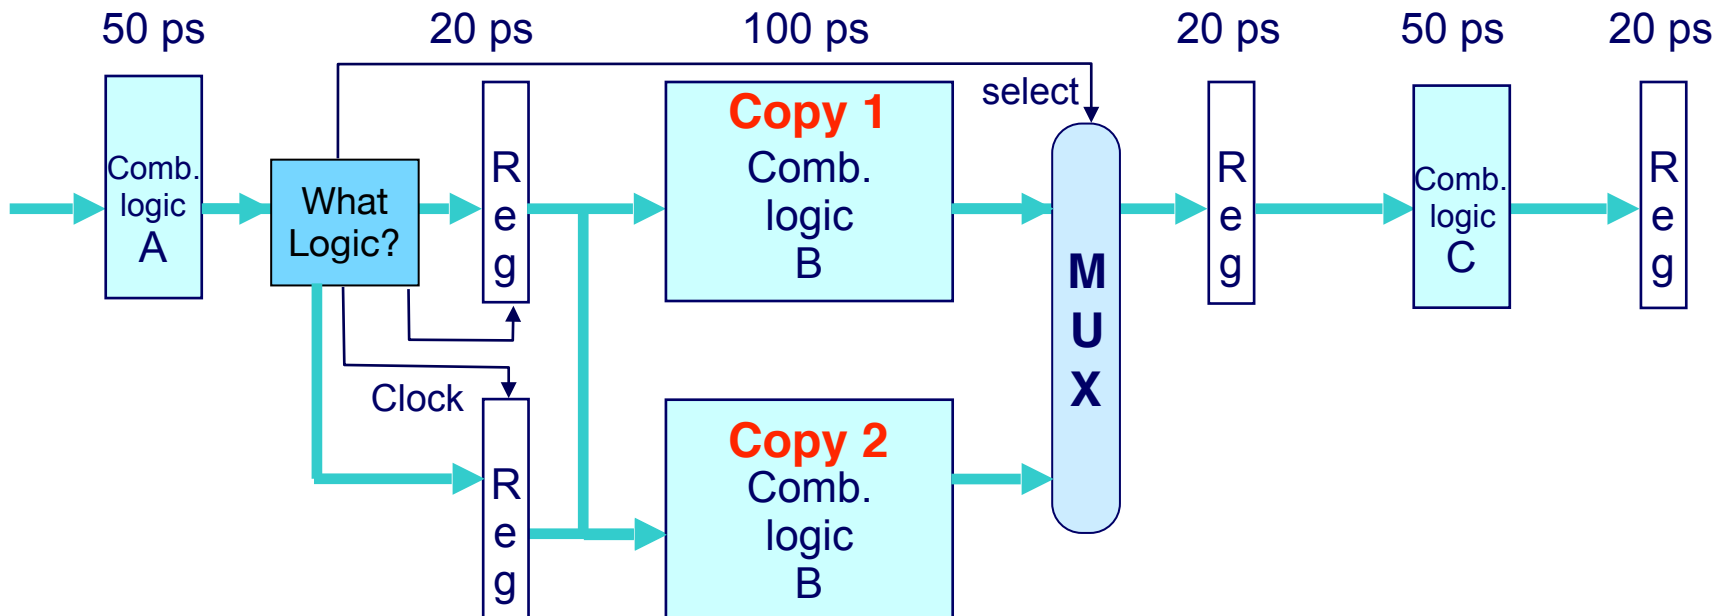 50 ps
20 ps
100 ps
20 ps
50 ps
20 ps
select
Comb.
logic
A
What
Logic?
R
e
g
Copy 1
Comb.
logic
B
M
U
X
R
e
g
Comb.
logic
C
R
e
g
Clock
R
e
g
Copy 2
Comb.
logic
B